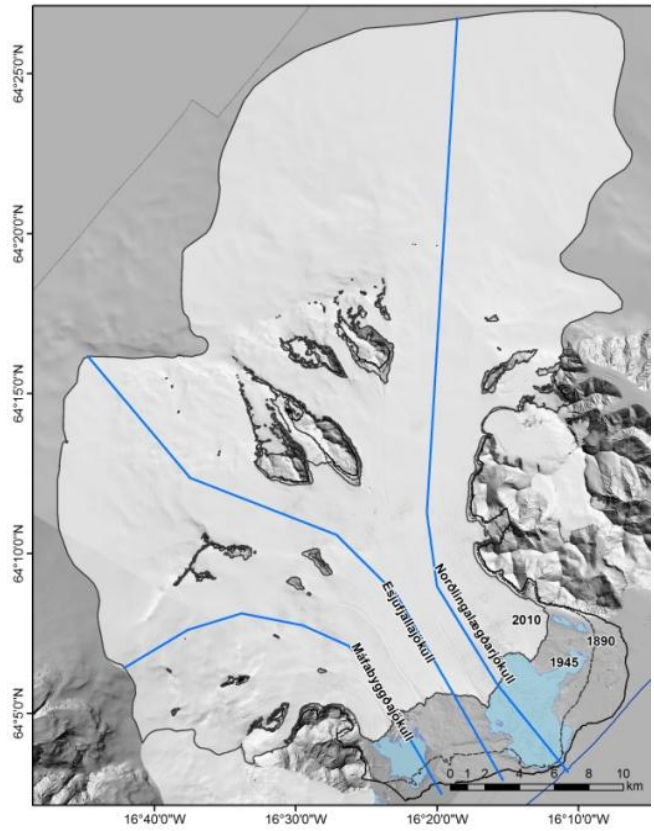 64°25'0"N
64°20'0"N
64°15'0"N
64°10'0"N
64°5'0"N
Norðlingalægðarjökull
Esjufjallajökull
Máfabyggðajökull
2010
1890
1945
0 1 2 4 6 8 10
km
16°40'0"W
16°30'0"W
16°20'0"W
16°10'0"W